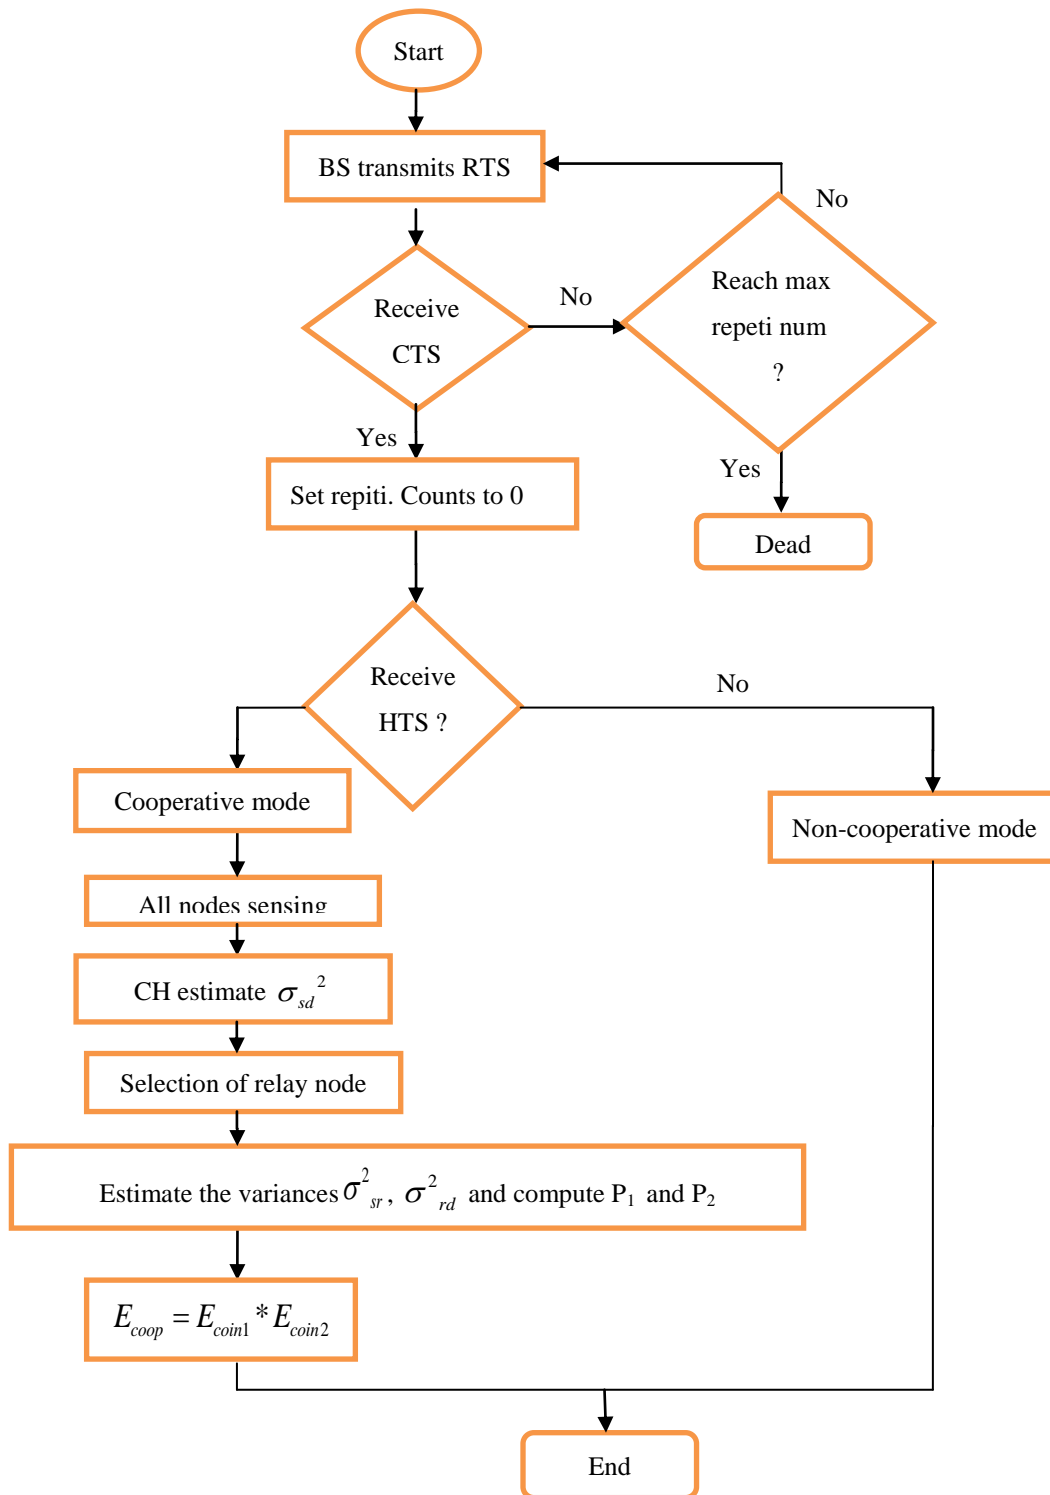 Start
BS transmits RTS
No
Reach max
repeti num
?
Receive
CTS
No
Yes
Yes
Set repiti. Counts to 0
Dead
Receive
HTS ?
No
Cooperative mode
Non-cooperative mode
All nodes sensing
CH estimate σsd²
Selection of relay node
Estimate the variances σ²sr, σ²rd and compute P₁ and P₂
Ecoop = Ecoin1 * Ecoin2
End